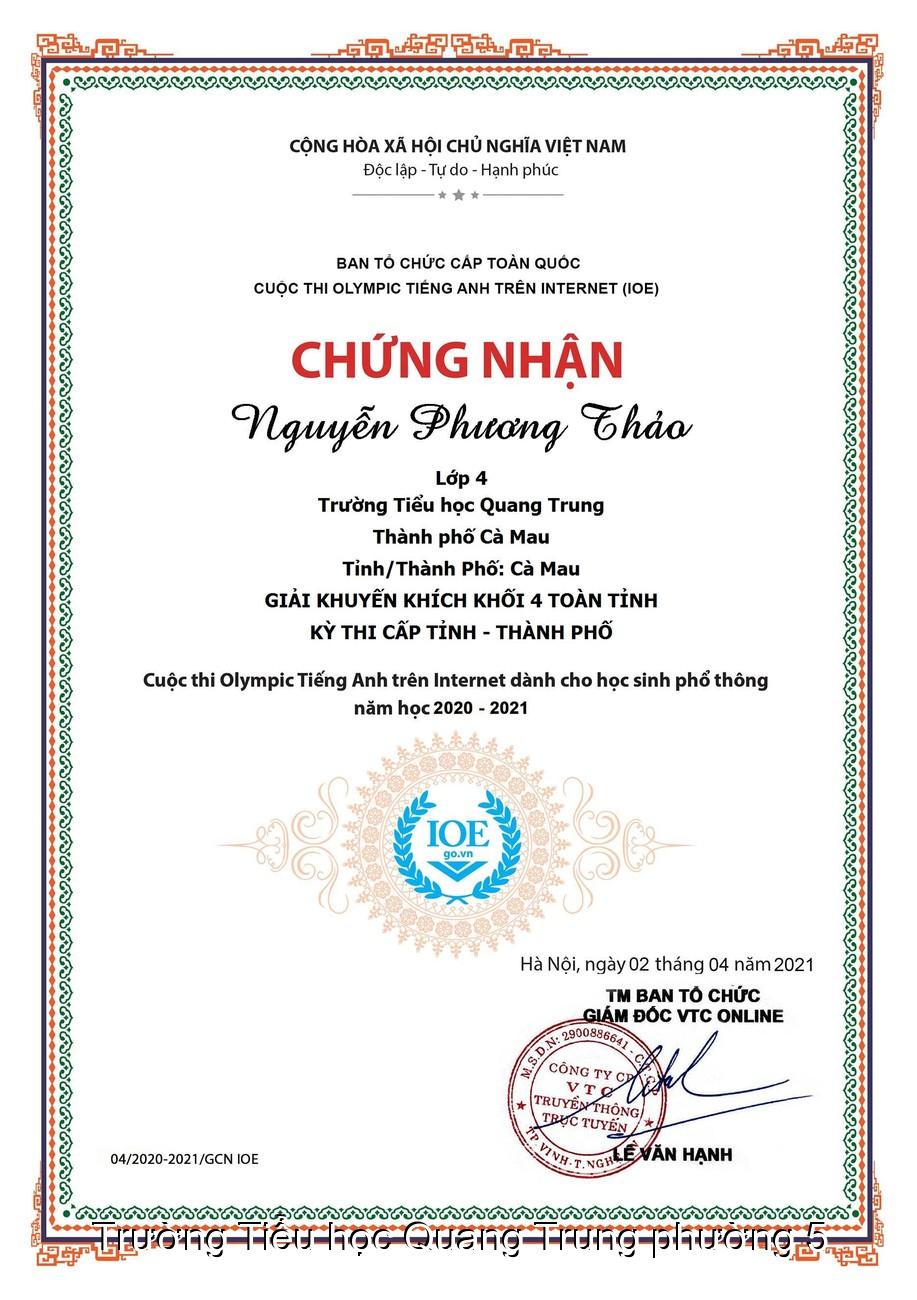 CỘNG HÒA XÃ HỘI CHỦ NGHĨA VIỆT NAM
Độc lập - Tự do - Hạnh phúc
BAN TỔ CHỨC CẤP TOÀN QUỐC
CUỘC THI OLYMPIC TIẾNG ANH TRÊN INTERNET (IOE)
CHỨNG NHẬN
Nguyễn Phương Thảo
Lớp 4
Trường Tiểu học Quang Trung
Thành phố Cà Mau
Tỉnh/Thành Phố: Cà Mau
GIẢI KHUYẾN KHÍCH KHỐI 4 TOÀN TỈNH
KỲ THI CẤP TỈNH - THÀNH PHỐ
Cuộc thi Olympic Tiếng Anh trên Internet dành cho học sinh phổ thông
năm học 2020 - 2021
IOE
go.vn
Hà Nội, ngày 02 tháng 04 năm 2021
TM BAN TỔ CHỨC
GIÁM ĐỐC VTC ONLINE
M.S.D.N: 2900886641 - C.T.C.P
CÔNG TY CP
VTC
TRUYỀN THÔNG
TRỰC TUYẾN
TP.VINH-T.NGHỆ AN
LÊ VĂN HẠNH
04/2020-2021/GCN IOE
Trường Tiểu học Quang Trung phường 5